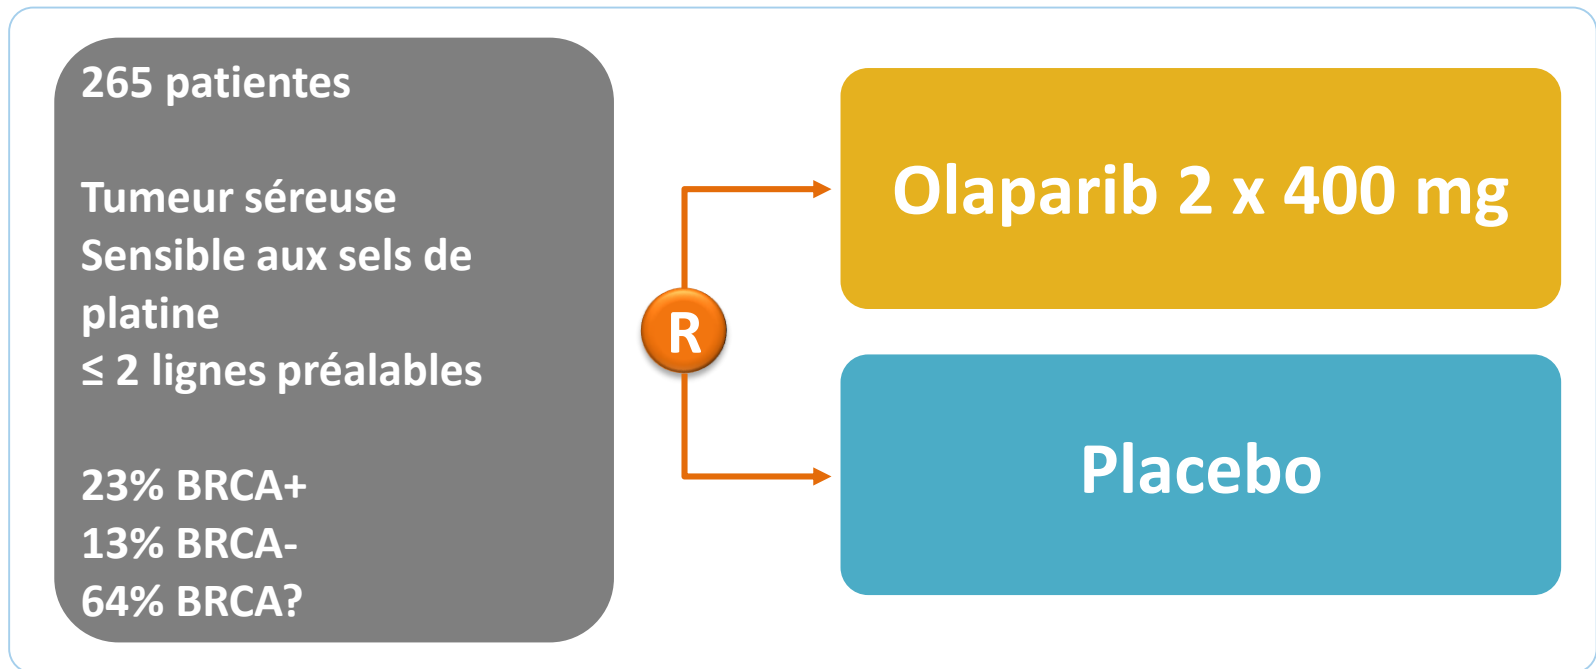 265 patientes
Tumeur séreuse
Sensible aux sels de
platine
≤ 2 lignes préalables
23% BRCA+
13% BRCA-
64% BRCA?
R
Olaparib 2 x 400 mg
Placebo